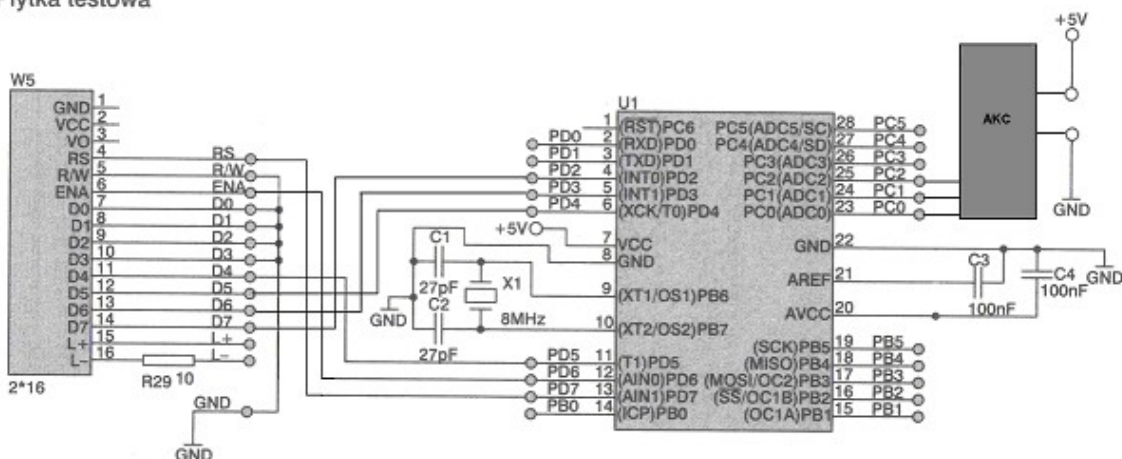 Płytka testowa
W5
GND 1
VCC 2
VO 3
RS 4 RS
R/W 5 R/W
ENA 6 ENA
D0 7 D0
D1 8 D1
D2 9 D2
D3 10 D3
D4 11 D4
D5 12 D5
D6 13 D6
D7 14 D7
L+ 15 L+
L- 16 L-
R29 10
2*16
GND
GND
C1
27pF
C2
27pF
X1
8MHz
GND
+5V
U1
1 (RST)PC6
PD0 2 (RXD)PD0
PD1 3 (TXD)PD1
PD2 4 (INT0)PD2
PD3 5 (INT1)PD3
PD4 6 (XCK/T0)PD4
7 VCC
8 GND
9 (XT1/OS1)PB6
10 (XT2/OS2)PB7
PD5 11 (T1)PD5
PD6 12 (AIN0)PD6
PD7 13 (AIN1)PD7
PB0 14 (ICP)PB0
PC5(ADC5/SC) 28 PC5
PC4(ADC4/SD) 27 PC4
PC3(ADC3) 26 PC3
PC2(ADC2) 25 PC2
PC1(ADC1) 24 PC1
PC0(ADC0) 23 PC0
GND 22
AREF 21
AVCC 20
(SCK)PB5 19 PB5
(MISO)PB4 18 PB4
(MOSI/OC2)PB3 17 PB3
(SS/OC1B)PB2 16 PB2
(OC1A)PB1 15 PB1
AKC
+5V
GND
C3
100nF
C4
100nF
GND